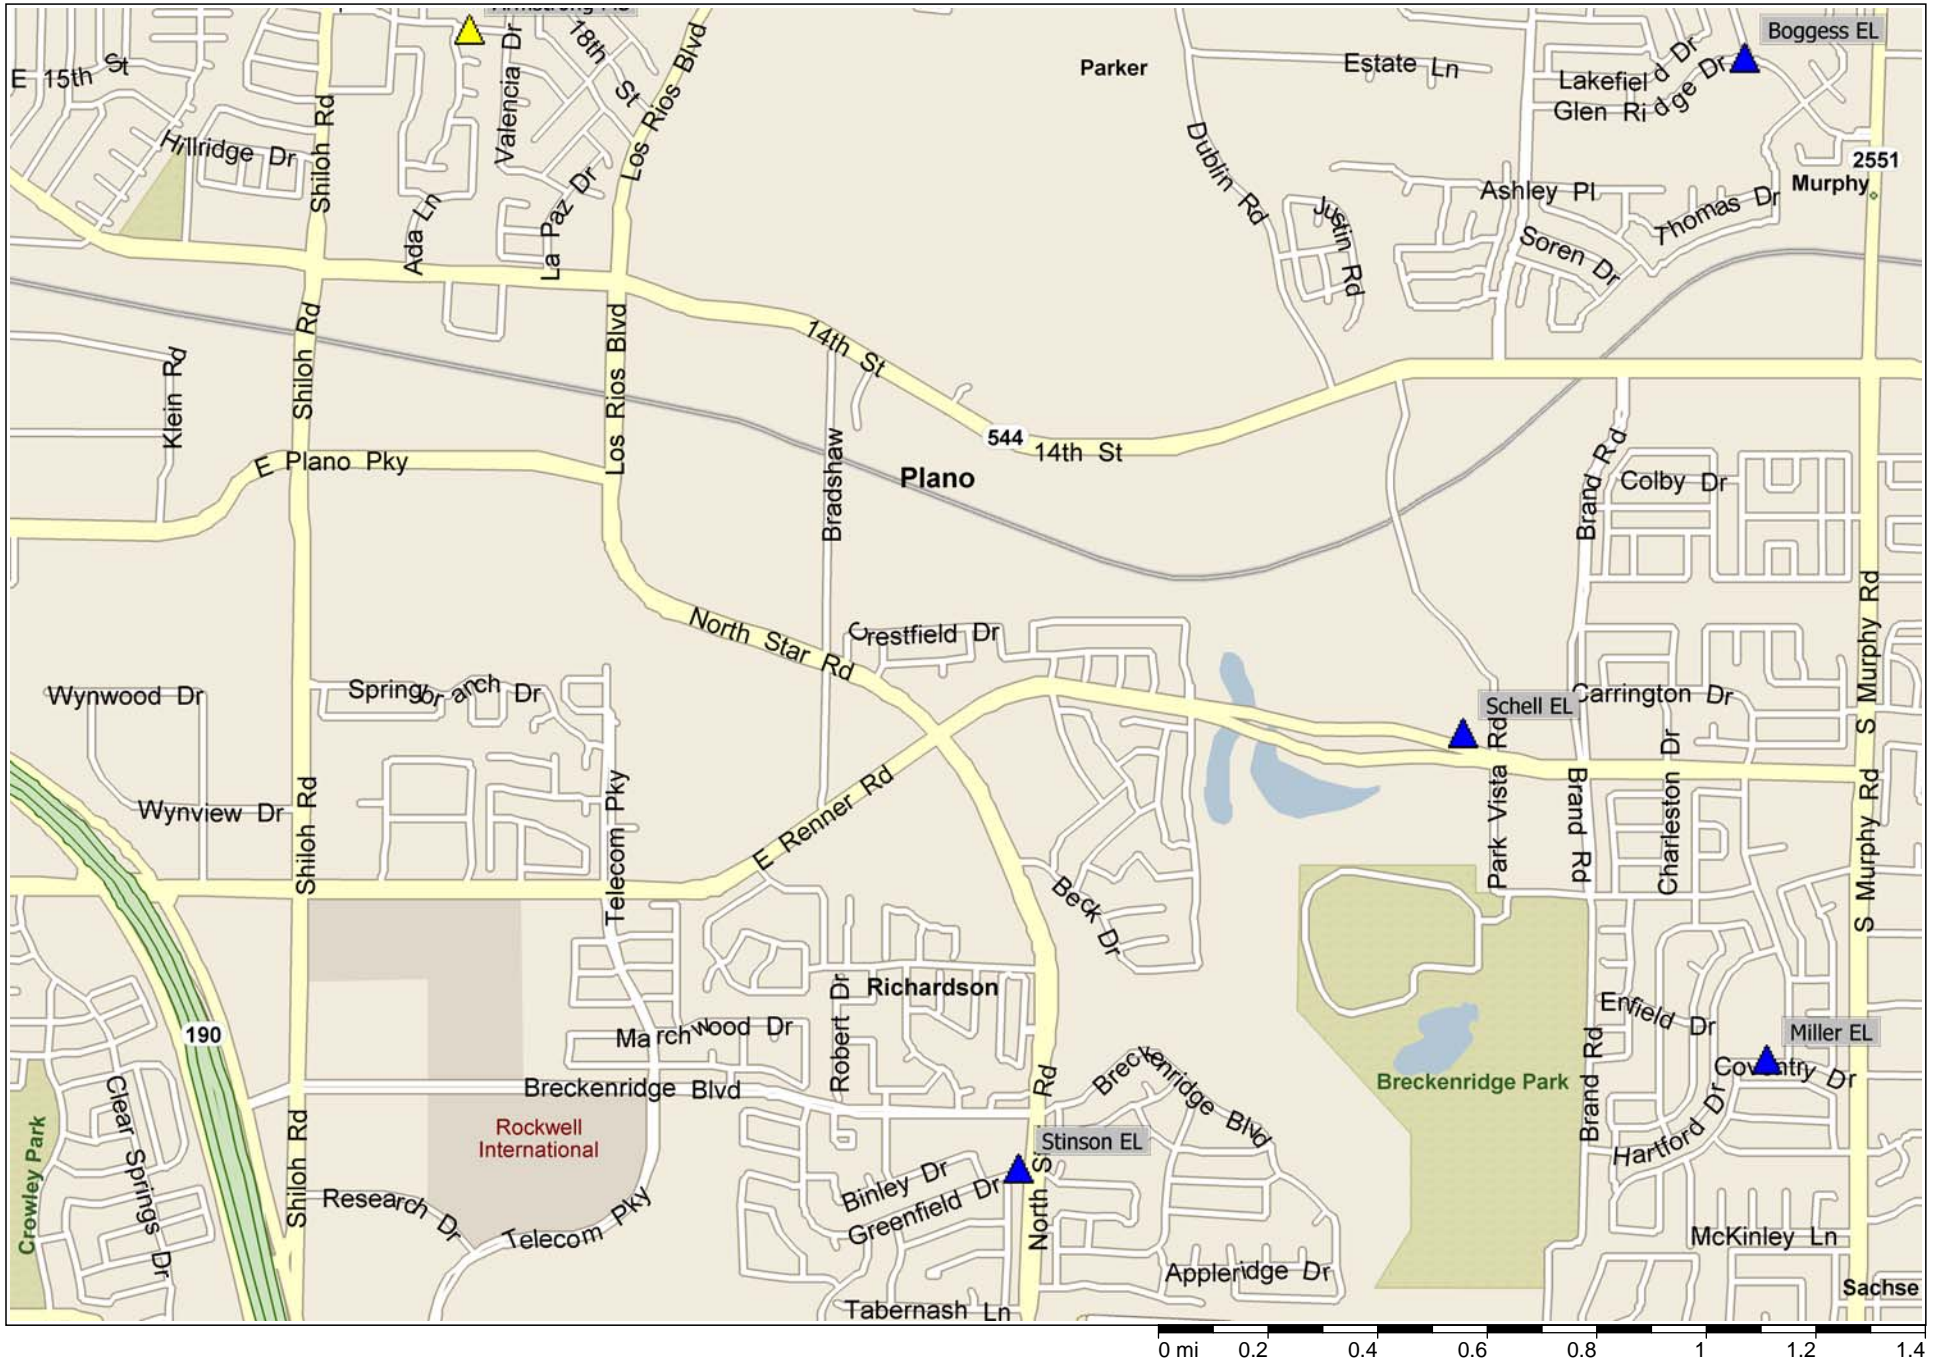 Armstrong MS
Boggess EL
18th St
Valencia Dr
Los Rios Blvd
Parker
Estate Ln
Lakefield Dr
Glen Ridge Dr
E 15th St
Shiloh Rd
Hillridge Dr
2551
Murphy
Dublin Rd
Ashley Pl
Thomas Dr
La Paz Dr
Ada Ln
Justin Rd
Soren Dr
Shiloh Rd
Los Rios Blvd
14th St
Klein Rd
544
14th St
E Plano Pky
Bradshaw
Plano
Brand Rd
Colby Dr
North Star Rd
Crestfield Dr
S Murphy Rd
Wynwood Dr
Springbranch Dr
Schell EL
Carrington Dr
Park Vista Rd
Charleston Dr
Brand Rd
S Murphy Rd
Wynview Dr
Shiloh Rd
Telecom Pky
E Renner Rd
Beck Dr
Richardson
Robert Dr
190
Marchwood Dr
Enfield Dr
Miller EL
Coventry Dr
Brand Rd
Breckenridge Blvd
Breckenridge Blvd
Breckenridge Park
Hartford Dr
Clear Springs Dr
Crowley Park
Shiloh Rd
Rockwell
International
Stinson EL
North S Rd
Binley Dr
Greenfield Dr
Research Dr
Telecom Pky
McKinley Ln
Appleridge Dr
Sachse
Tabernash Ln
0 mi 0.2 0.4 0.6 0.8 1 1.2 1.4